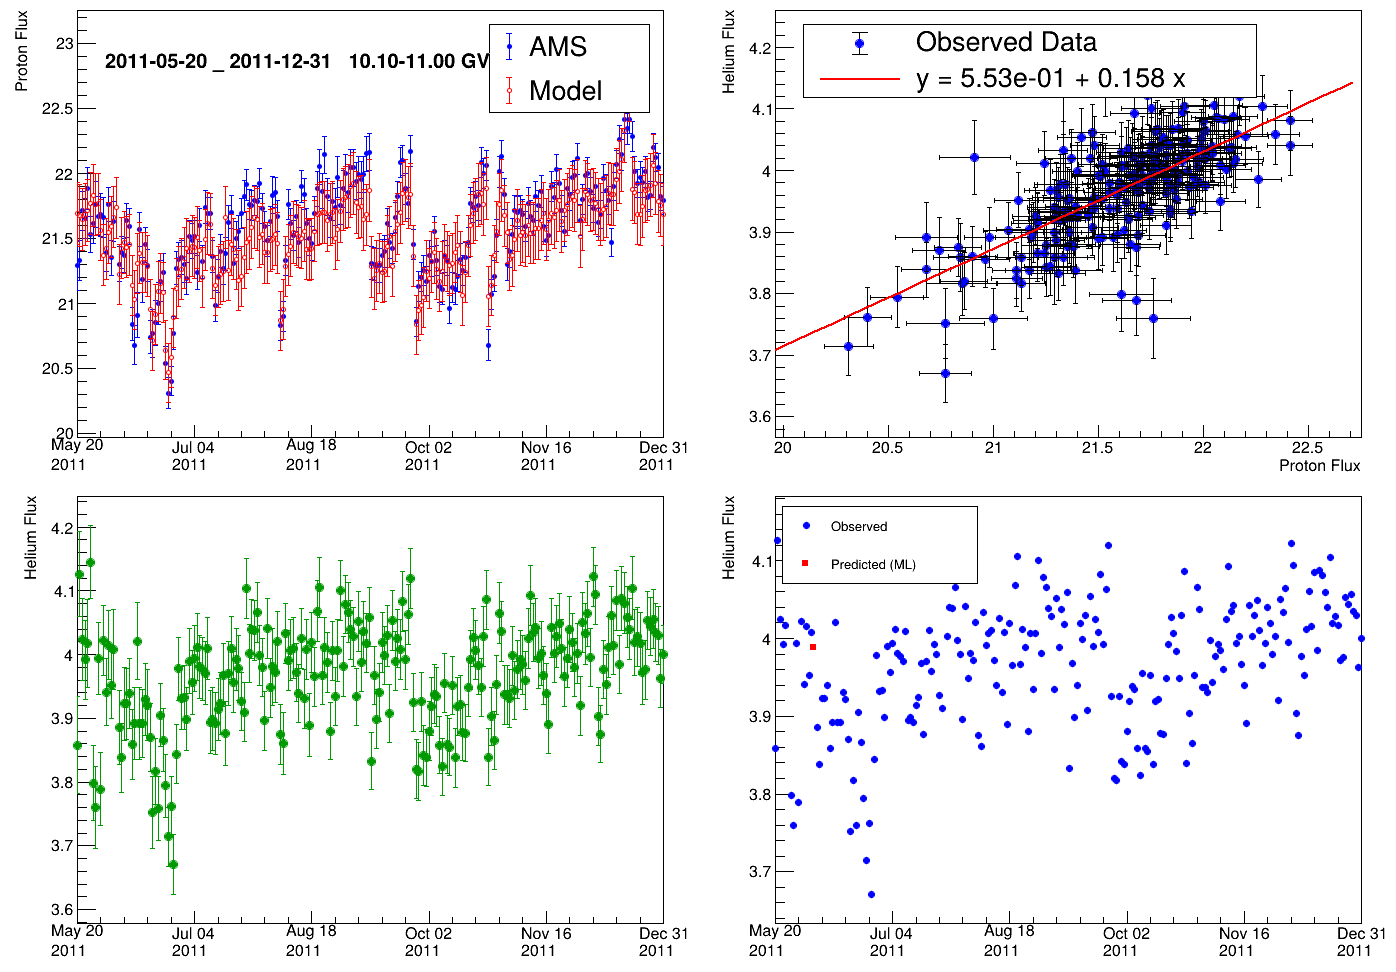 Proton Flux
23
22.5
22
21.5
21
20.5
20
2011-05-20 _ 2011-12-31 10.10-11.00 GV
AMS
Model
May 20
2011
Jul 04
2011
Aug 18
2011
Oct 02
2011
Nov 16
2011
Dec 31
2011
Helium Flux
4.2
4.1
4
3.9
3.8
3.7
3.6
Observed Data
y = 5.53e-01 + 0.158 x
20
20.5
21
21.5
22
22.5
Proton Flux
Helium Flux
4.2
4.1
4
3.9
3.8
3.7
3.6
May 20
2011
Jul 04
2011
Aug 18
2011
Oct 02
2011
Nov 16
2011
Dec 31
2011
Helium Flux
4.1
4
3.9
3.8
3.7
Observed
Predicted (ML)
May 20
2011
Jul 04
2011
Aug 18
2011
Oct 02
2011
Nov 16
2011
Dec 31
2011